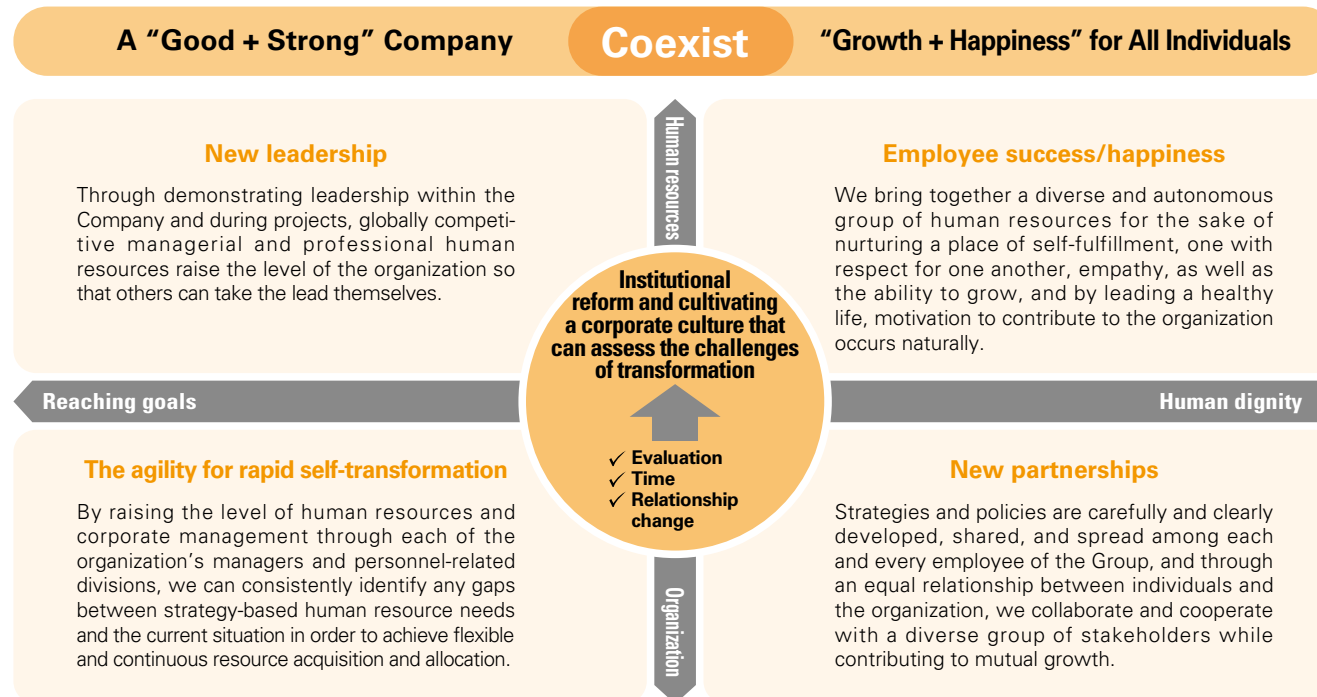 A “Good + Strong” Company
Coexist
“Growth + Happiness” for All Individuals
Human resources
New leadership
Through demonstrating leadership within the
Company and during projects, globally competi-
tive managerial and professional human
resources raise the level of the organization so
that others can take the lead themselves.
Employee success/happiness
We bring together a diverse and autonomous
group of human resources for the sake of
nurturing a place of self-fulfillment, one with
respect for one another, empathy, as well as
the ability to grow, and by leading a healthy
life, motivation to contribute to the organization
occurs naturally.
Institutional
reform and cultivating
a corporate culture that
can assess the challenges
of transformation
Reaching goals
Human dignity
✓ Evaluation
✓ Time
✓ Relationship
change
The agility for rapid self-transformation
By raising the level of human resources and
corporate management through each of the
organization’s managers and personnel-related
divisions, we can consistently identify any gaps
between strategy-based human resource needs
and the current situation in order to achieve flexible
and continuous resource acquisition and allocation.
New partnerships
Strategies and policies are carefully and clearly
developed, shared, and spread among each
and every employee of the Group, and through
an equal relationship between individuals and
the organization, we collaborate and cooperate
with a diverse group of stakeholders while
contributing to mutual growth.
Organization